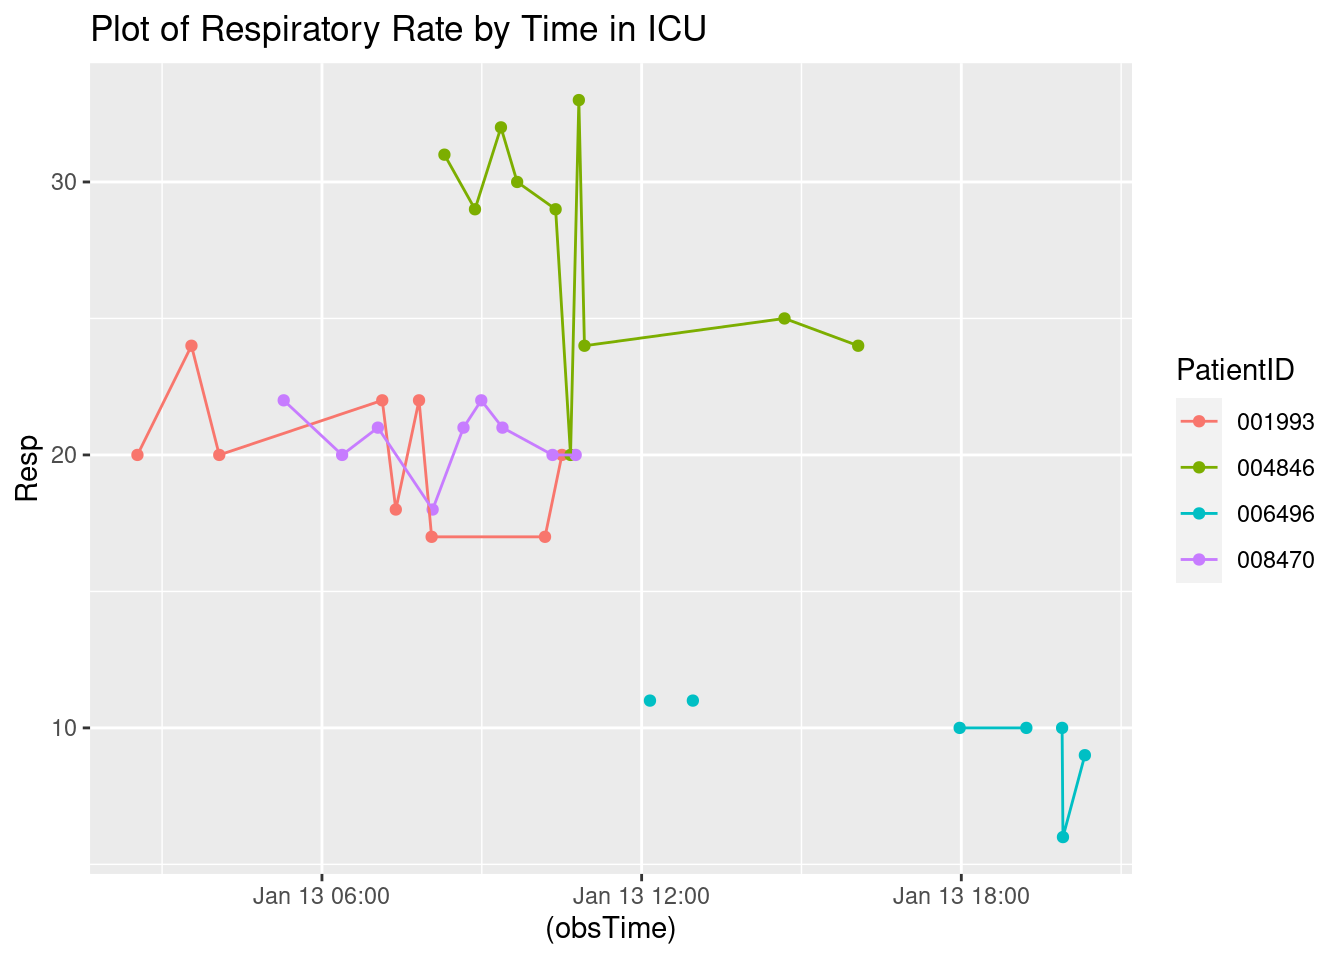 Plot of Respiratory Rate by Time in ICU
30
20
10
Resp
Jan 13 06:00
Jan 13 12:00
Jan 13 18:00
(obsTime)
PatientID
001993
004846
006496
008470